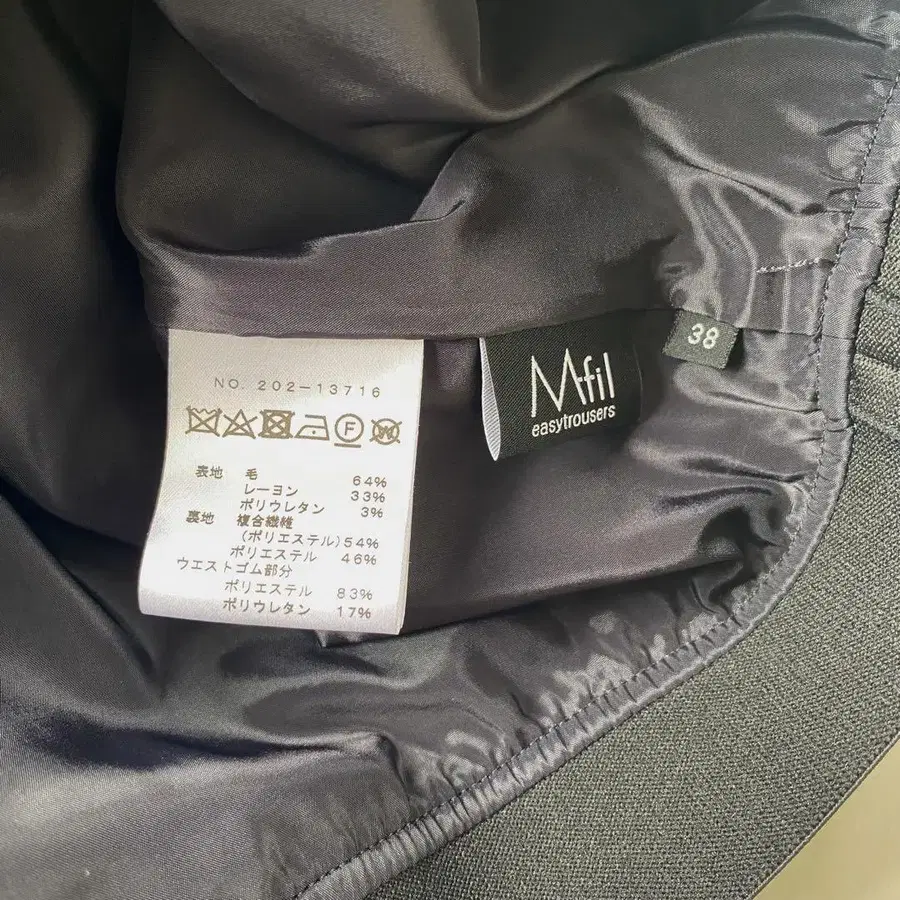 NO. 202-13716
F W
表地 毛 64%
レーヨン 33%
ポリウレタン 3%
裏地 複合繊維
(ポリエステル)54%
ポリエステル 46%
ウエストゴム部分
ポリエステル 83%
ポリウレタン 17%
M-fil
easytrousers
38